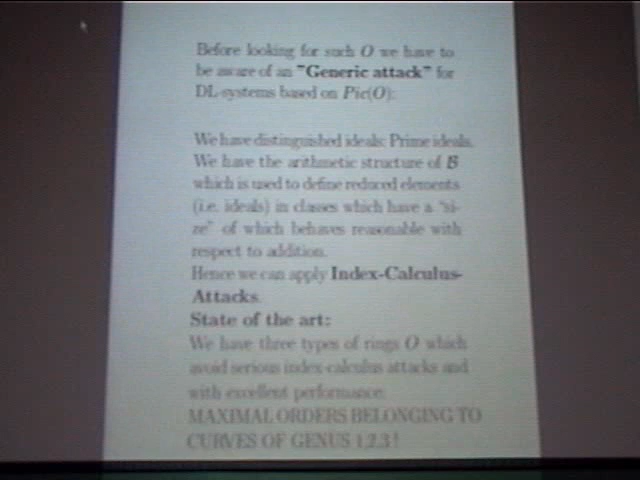 Before looking for such O we have to
be aware of an "Generic attack" for
DL-systems based on Pic(O):
We have distinguished ideals: Prime ideals.
We have the arithmetic structure of B
which is used to define reduced elements
(i.e. ideals) in classes which have a "si-
ze" of which behaves reasonable with
respect to addition.
Hence we can apply Index-Calculus-
Attacks.
State of the art:
We have three types of rings O which
avoid serious index-calculus attacks and
with excellent performance:
MAXIMAL ORDERS BELONGING TO
CURVES OF GENUS 1,2,3 !